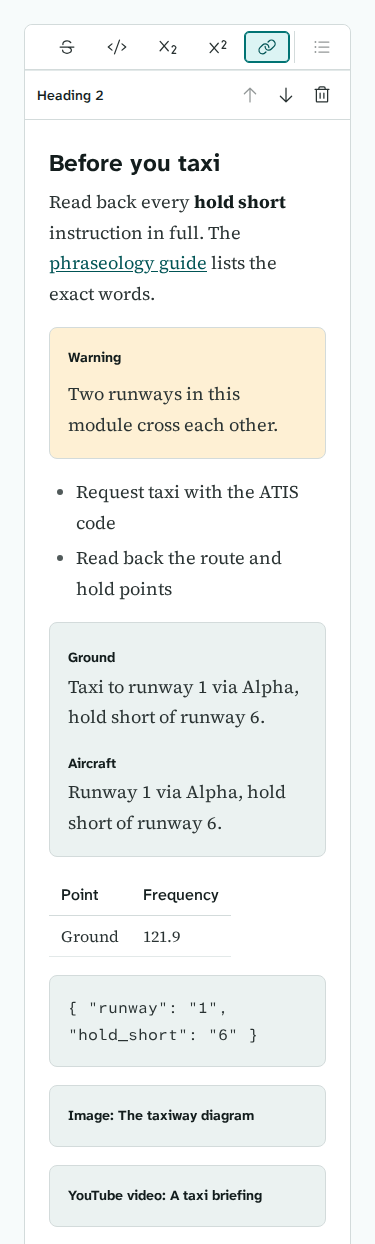 S </> X2 X²
Heading 2
Before you taxi
Read back every hold short
instruction in full. The
phraseology guide lists the
exact words.
Warning
Two runways in this
module cross each other.
• Request taxi with the ATIS
code
• Read back the route and
hold points
Ground
Taxi to runway 1 via Alpha,
hold short of runway 6.
Aircraft
Runway 1 via Alpha, hold
short of runway 6.
Point Frequency
Ground 121.9
{ "runway": "1",
"hold_short": "6" }
Image: The taxiway diagram
YouTube video: A taxi briefing